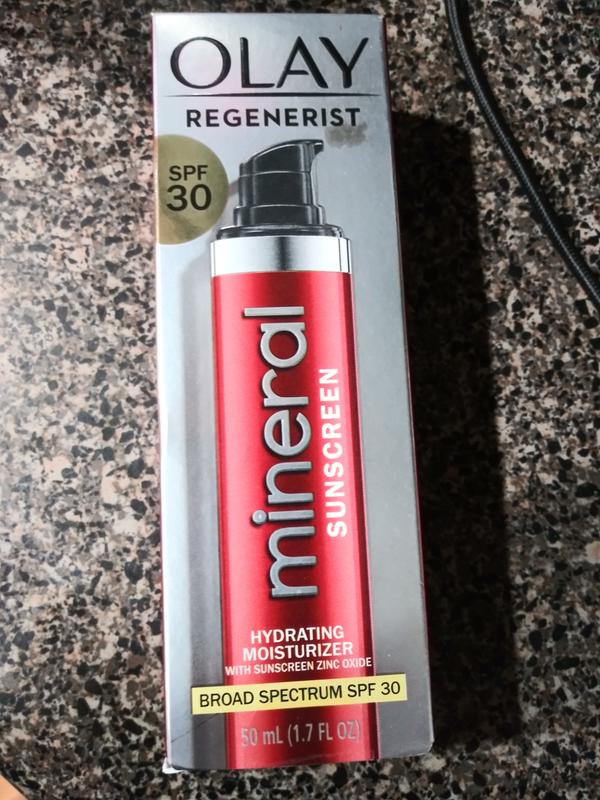 OLAY
REGENERIST
SPF
30
mineral
SUNSCREEN
HYDRATING
MOISTURIZER
WITH SUNSCREEN ZINC OXIDE
BROAD SPECTRUM SPF 30
50 mL (1.7 FL OZ)